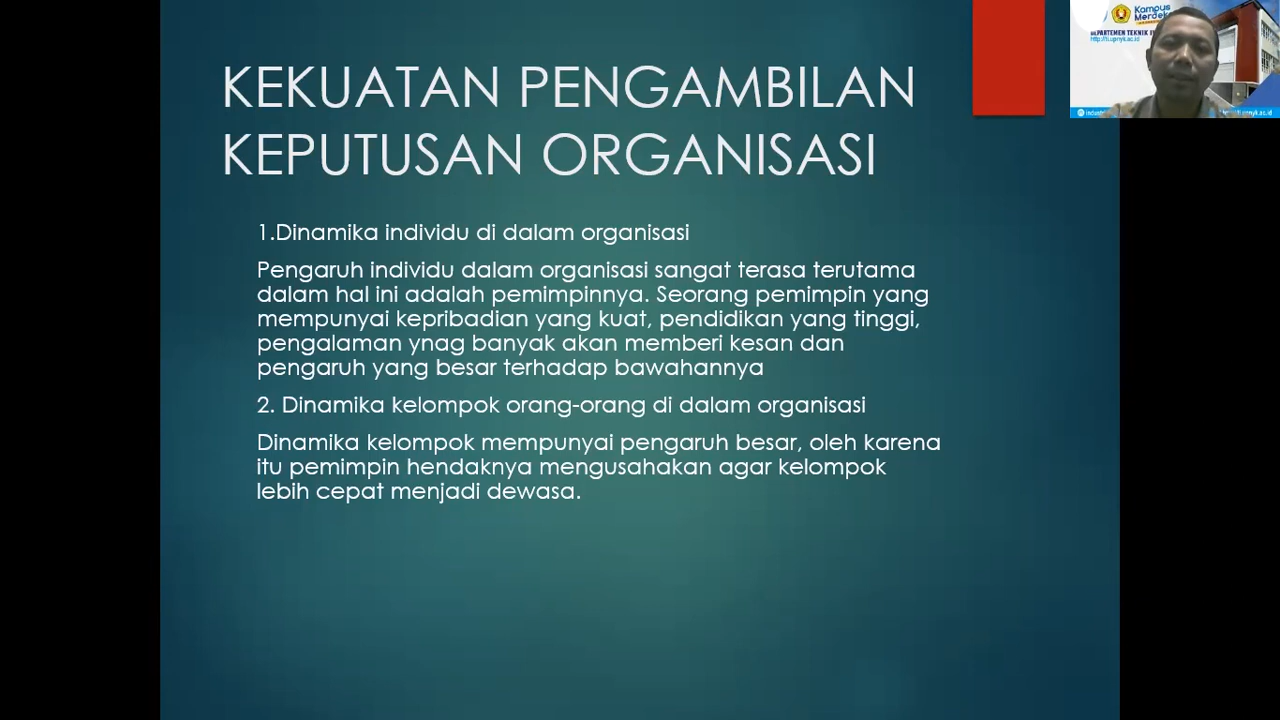 KEKUATAN PENGAMBILAN
KEPUTUSAN ORGANISASI
1.Dinamika individu di dalam organisasi
Pengaruh individu dalam organisasi sangat terasa terutama
dalam hal ini adalah pemimpinnya. Seorang pemimpin yang
mempunyai kepribadian yang kuat, pendidikan yang tinggi,
pengalaman ynag banyak akan memberi kesan dan
pengaruh yang besar terhadap bawahannya
2. Dinamika kelompok orang-orang di dalam organisasi
Dinamika kelompok mempunyai pengaruh besar, oleh karena
itu pemimpin hendaknya mengusahakan agar kelompok
lebih cepat menjadi dewasa.
Kampus
Merdeka
TEKNIK